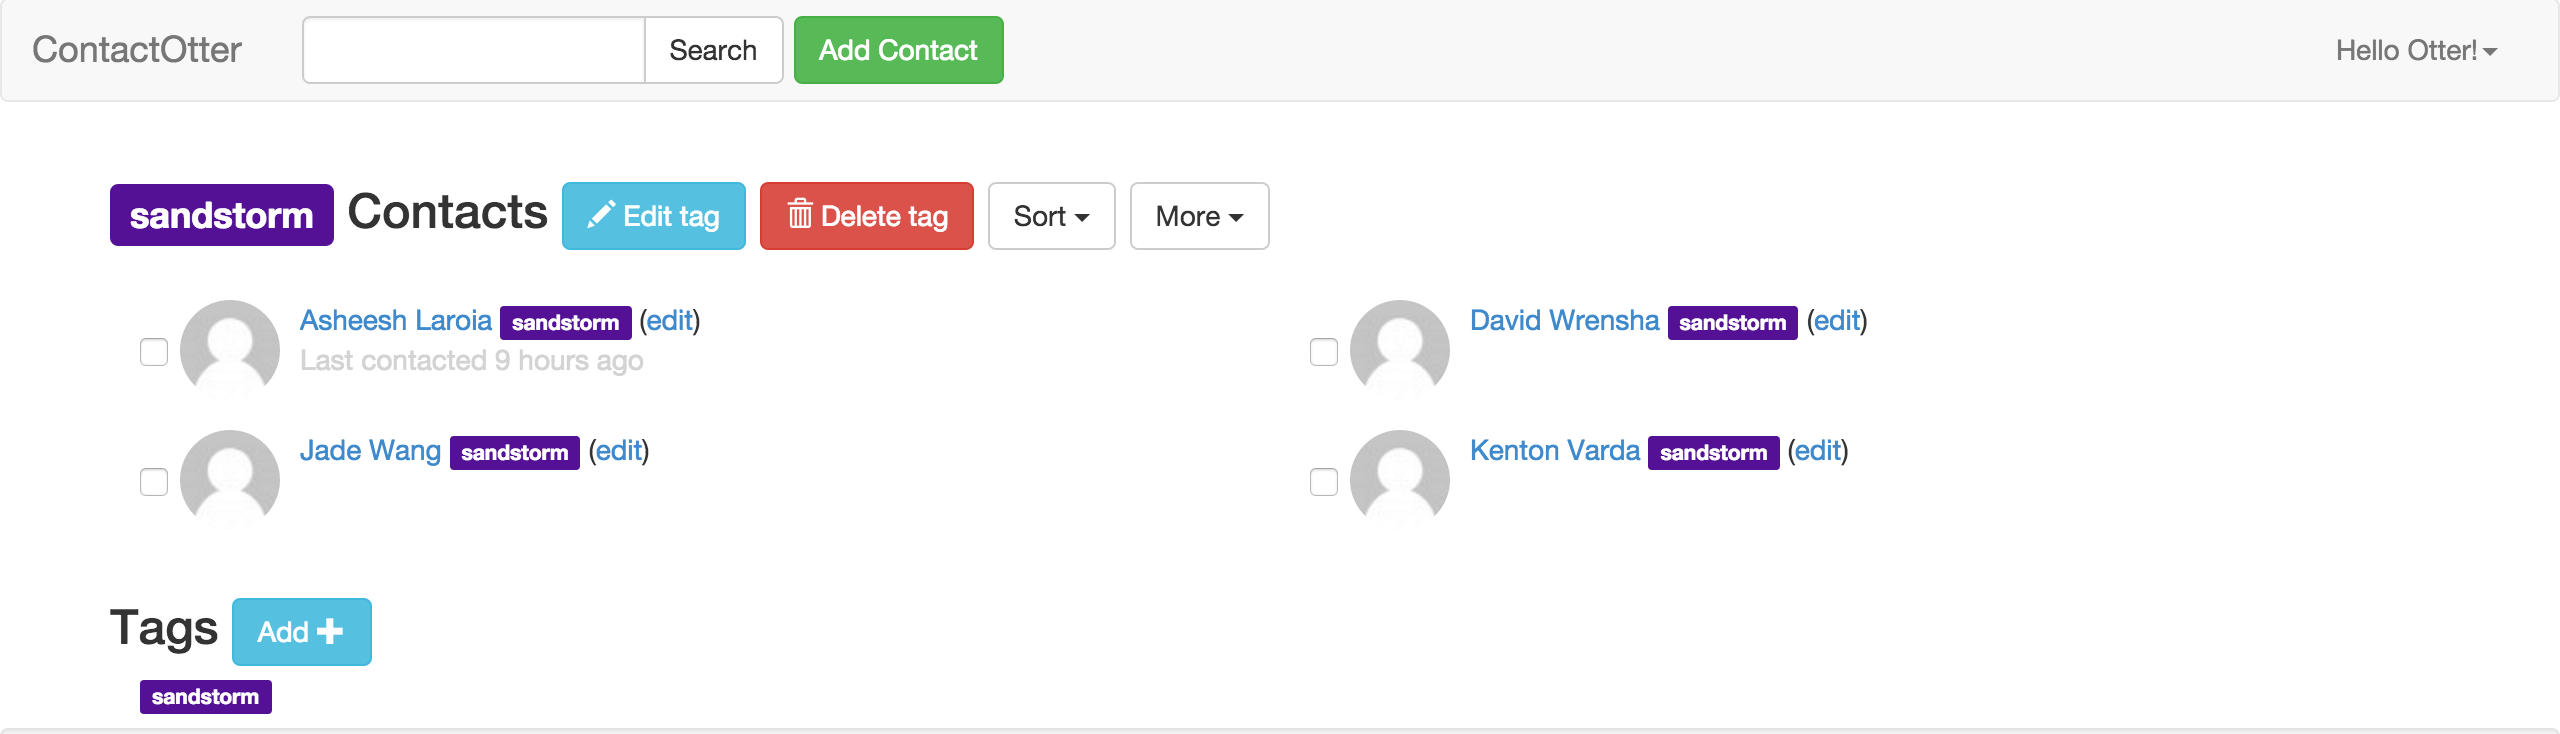 ContactOtter Search Add Contact Hello Otter!
sandstorm Contacts Edit tag Delete tag Sort More
Asheesh Laroia sandstorm (edit)
Last contacted 9 hours ago
David Wrensha sandstorm (edit)
Jade Wang sandstorm (edit)
Kenton Varda sandstorm (edit)
Tags Add
sandstorm